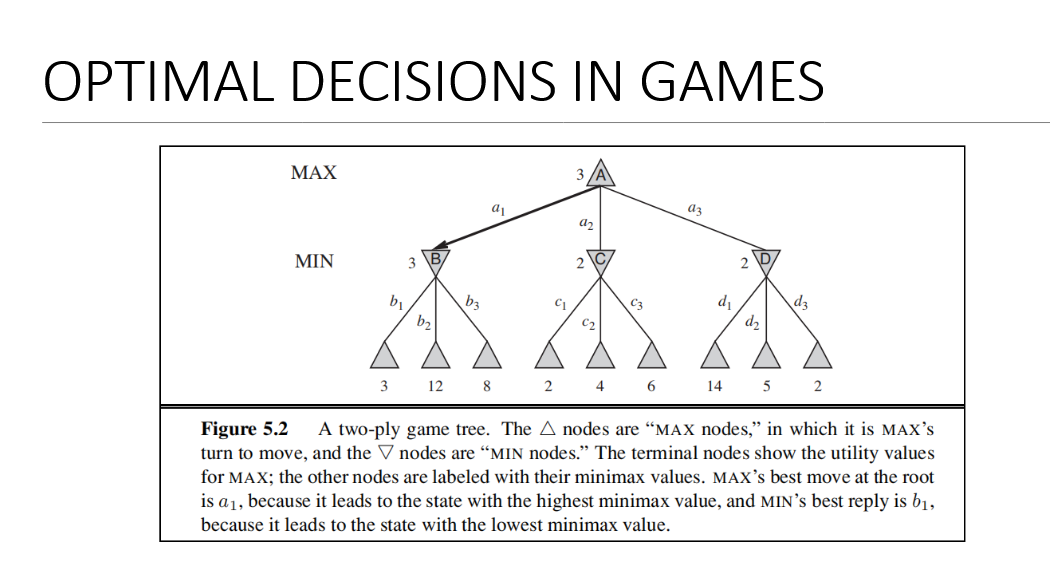 OPTIMAL DECISIONS IN GAMES
MAX
3 A
a1
a2
a3
MIN
3 B
2 C
2 D
b1
b2
b3
c1
c2
c3
d1
d2
d3
3 12 8 2 4 6 14 5 2
Figure 5.2 A two-ply game tree. The △ nodes are “MAX nodes,” in which it is MAX’s
turn to move, and the ▽ nodes are “MIN nodes.” The terminal nodes show the utility values
for MAX; the other nodes are labeled with their minimax values. MAX’s best move at the root
is a1, because it leads to the state with the highest minimax value, and MIN’s best reply is b1,
because it leads to the state with the lowest minimax value.